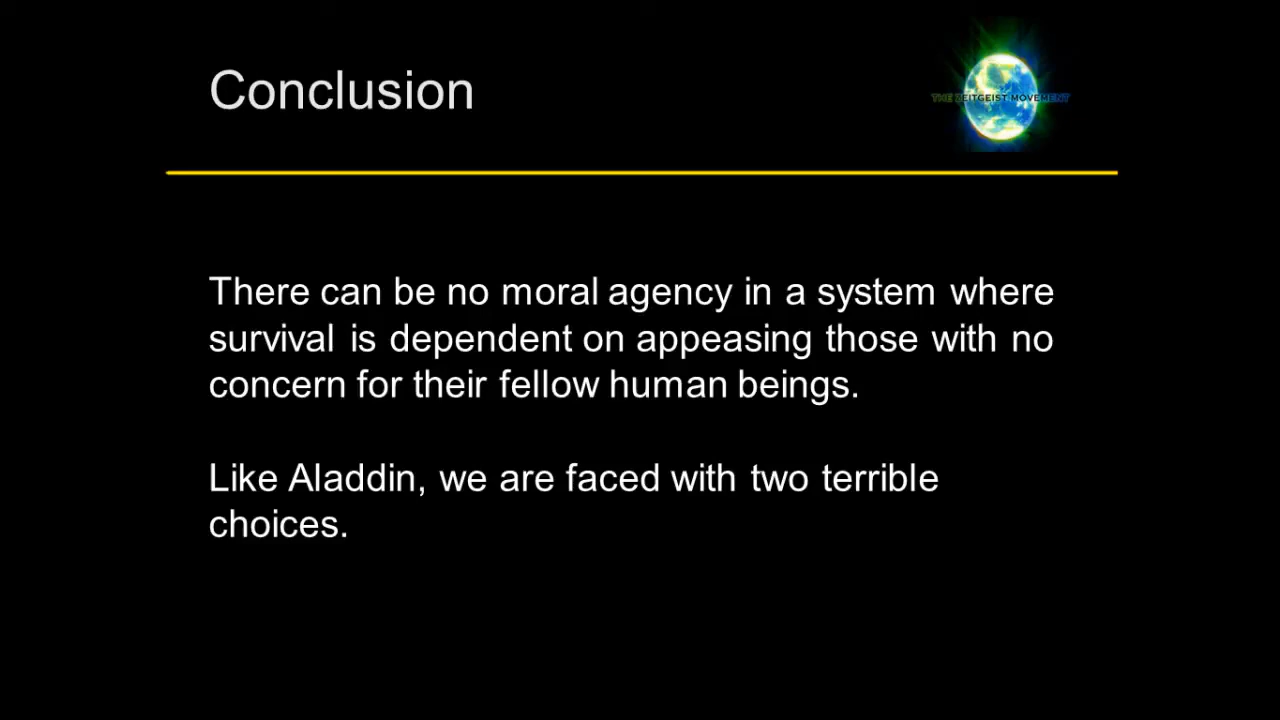 Conclusion
THE ZEITGEIST MOVEMENT
There can be no moral agency in a system where
survival is dependent on appeasing those with no
concern for their fellow human beings.
Like Aladdin, we are faced with two terrible
choices.